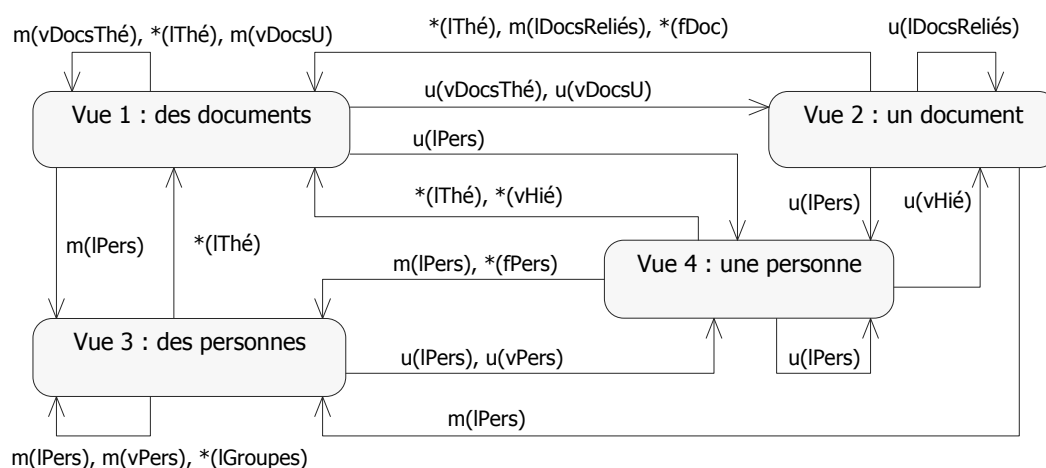 m(vDocsThé), *(lThé), m(vDocsU)
*(lThé), m(lDocsReliés), *(fDoc)
u(lDocsReliés)
Vue 1 : des documents
u(vDocsThé), u(vDocsU)
Vue 2 : un document
u(lPers)
*(lThé), *(vHié)
u(lPers)
u(vHié)
m(lPers)
*(lThé)
m(lPers), *(fPers)
Vue 4 : une personne
Vue 3 : des personnes
u(lPers), u(vPers)
u(lPers)
m(lPers)
m(lPers), m(vPers), *(lGroupes)